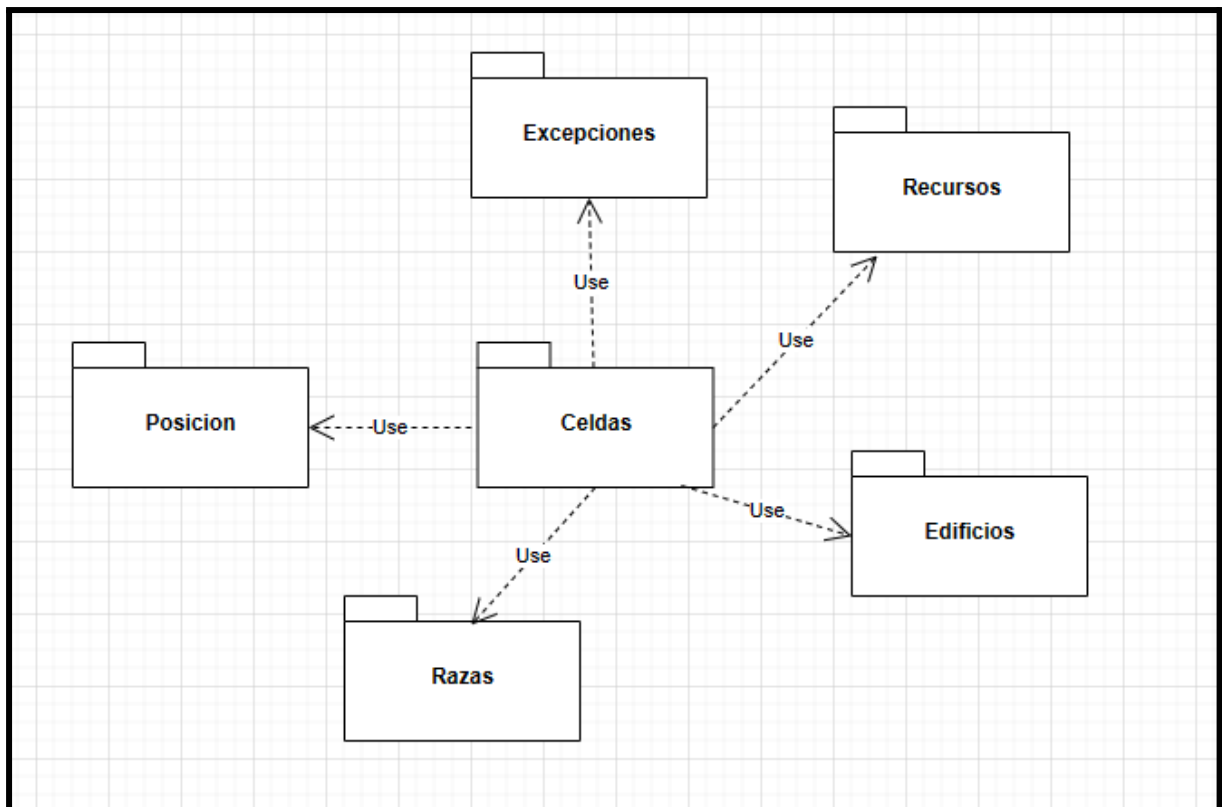 Excepciones
Recursos
Use
Use
Posicion
Use
Celdas
Use
Edificios
Use
Razas